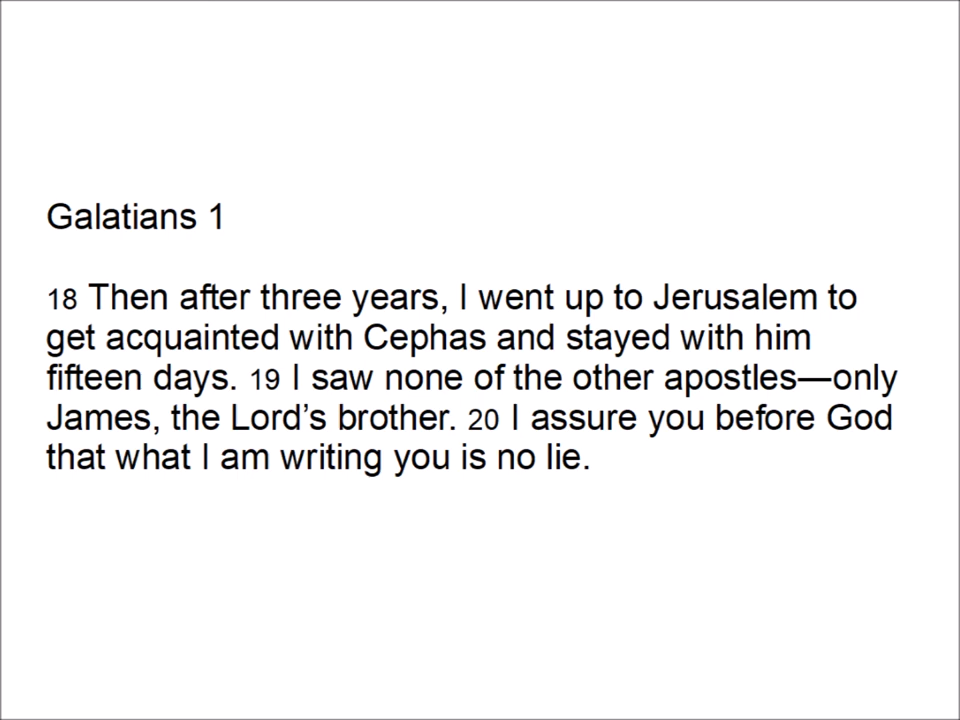 Galatians 1
18 Then after three years, I went up to Jerusalem to
get acquainted with Cephas and stayed with him
fifteen days. 19 I saw none of the other apostles—only
James, the Lord’s brother. 20 I assure you before God
that what I am writing you is no lie.